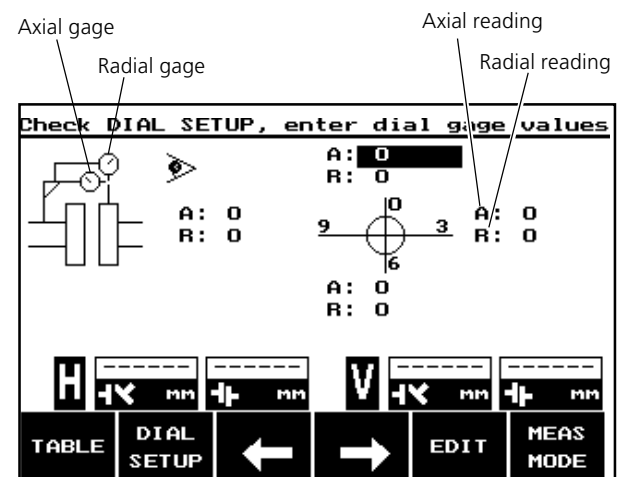 Axial gage
Axial reading
Radial gage
Radial reading
Check DIAL SETUP, enter dial gage values
A: 0
R: 0
A: 0
R: 0
0
9
3
6
A: 0
R: 0
A: 0
R: 0
H
------
mm
------
mm
V
------
mm
------
mm
TABLE
DIAL
SETUP
EDIT
MEAS
MODE